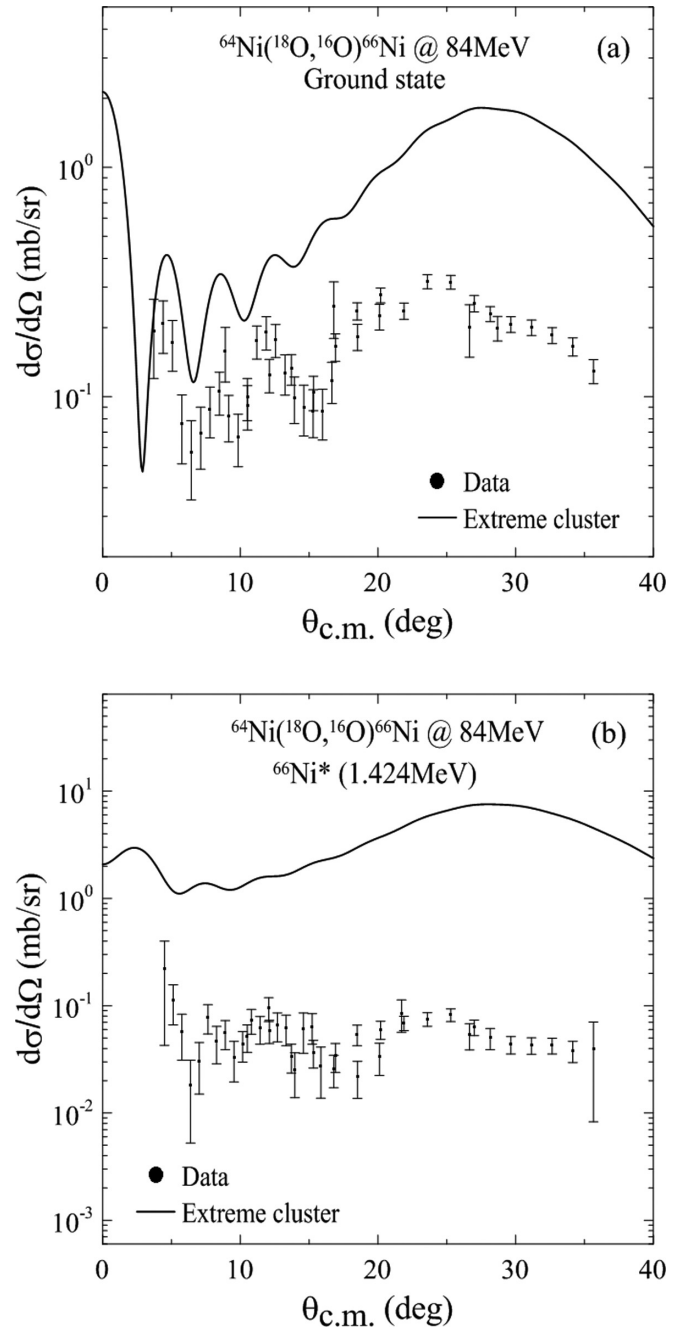 ⁶⁴Ni(¹⁸O,¹⁶O)⁶⁶Ni @ 84MeV (a)
Ground state
dσ/dΩ (mb/sr)
10⁰
10⁻¹
Data
Extreme cluster
0 10 20 30 40
θc.m. (deg)
⁶⁴Ni(¹⁸O,¹⁶O)⁶⁶Ni @ 84MeV (b)
⁶⁶Ni* (1.424MeV)
dσ/dΩ (mb/sr)
10¹
10⁰
10⁻¹
10⁻²
10⁻³
Data
Extreme cluster
0 10 20 30 40
θc.m. (deg)